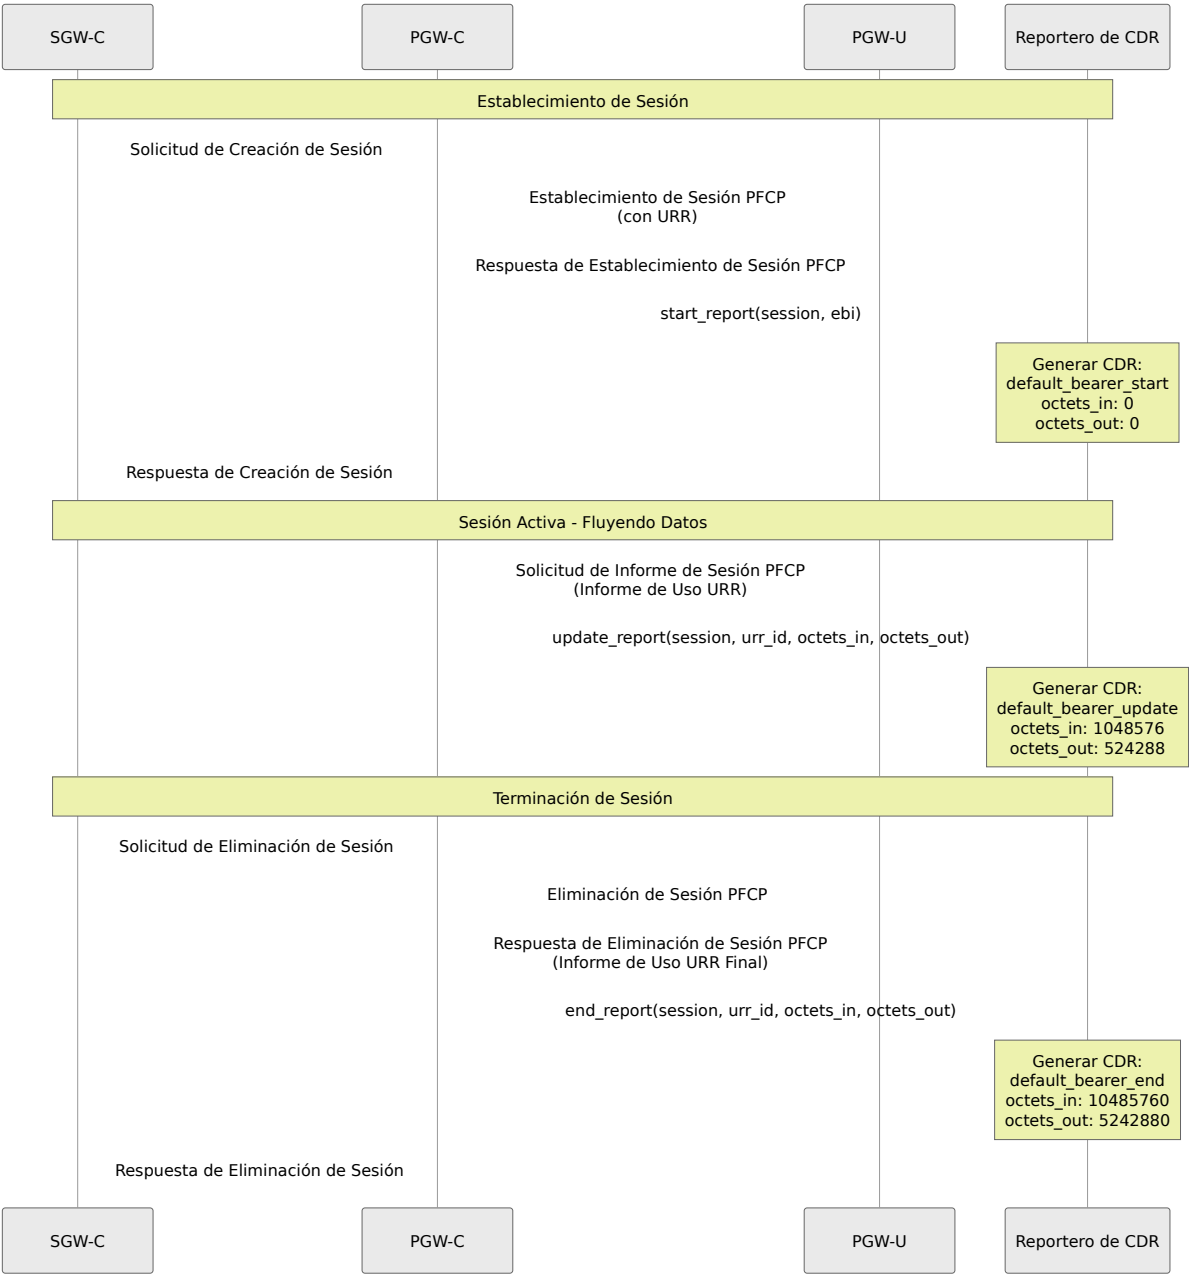 SGW-C
PGW-C
PGW-U
Reportero de CDR
Establecimiento de Sesión
Solicitud de Creación de Sesión
Establecimiento de Sesión PFCP
(con URR)
Respuesta de Establecimiento de Sesión PFCP
start_report(session, ebi)
Generar CDR:
default_bearer_start
octets_in: 0
octets_out: 0
Respuesta de Creación de Sesión
Sesión Activa - Fluyendo Datos
Solicitud de Informe de Sesión PFCP
(Informe de Uso URR)
update_report(session, urr_id, octets_in, octets_out)
Generar CDR:
default_bearer_update
octets_in: 1048576
octets_out: 524288
Terminación de Sesión
Solicitud de Eliminación de Sesión
Eliminación de Sesión PFCP
Respuesta de Eliminación de Sesión PFCP
(Informe de Uso URR Final)
end_report(session, urr_id, octets_in, octets_out)
Generar CDR:
default_bearer_end
octets_in: 10485760
octets_out: 5242880
Respuesta de Eliminación de Sesión
SGW-C
PGW-C
PGW-U
Reportero de CDR